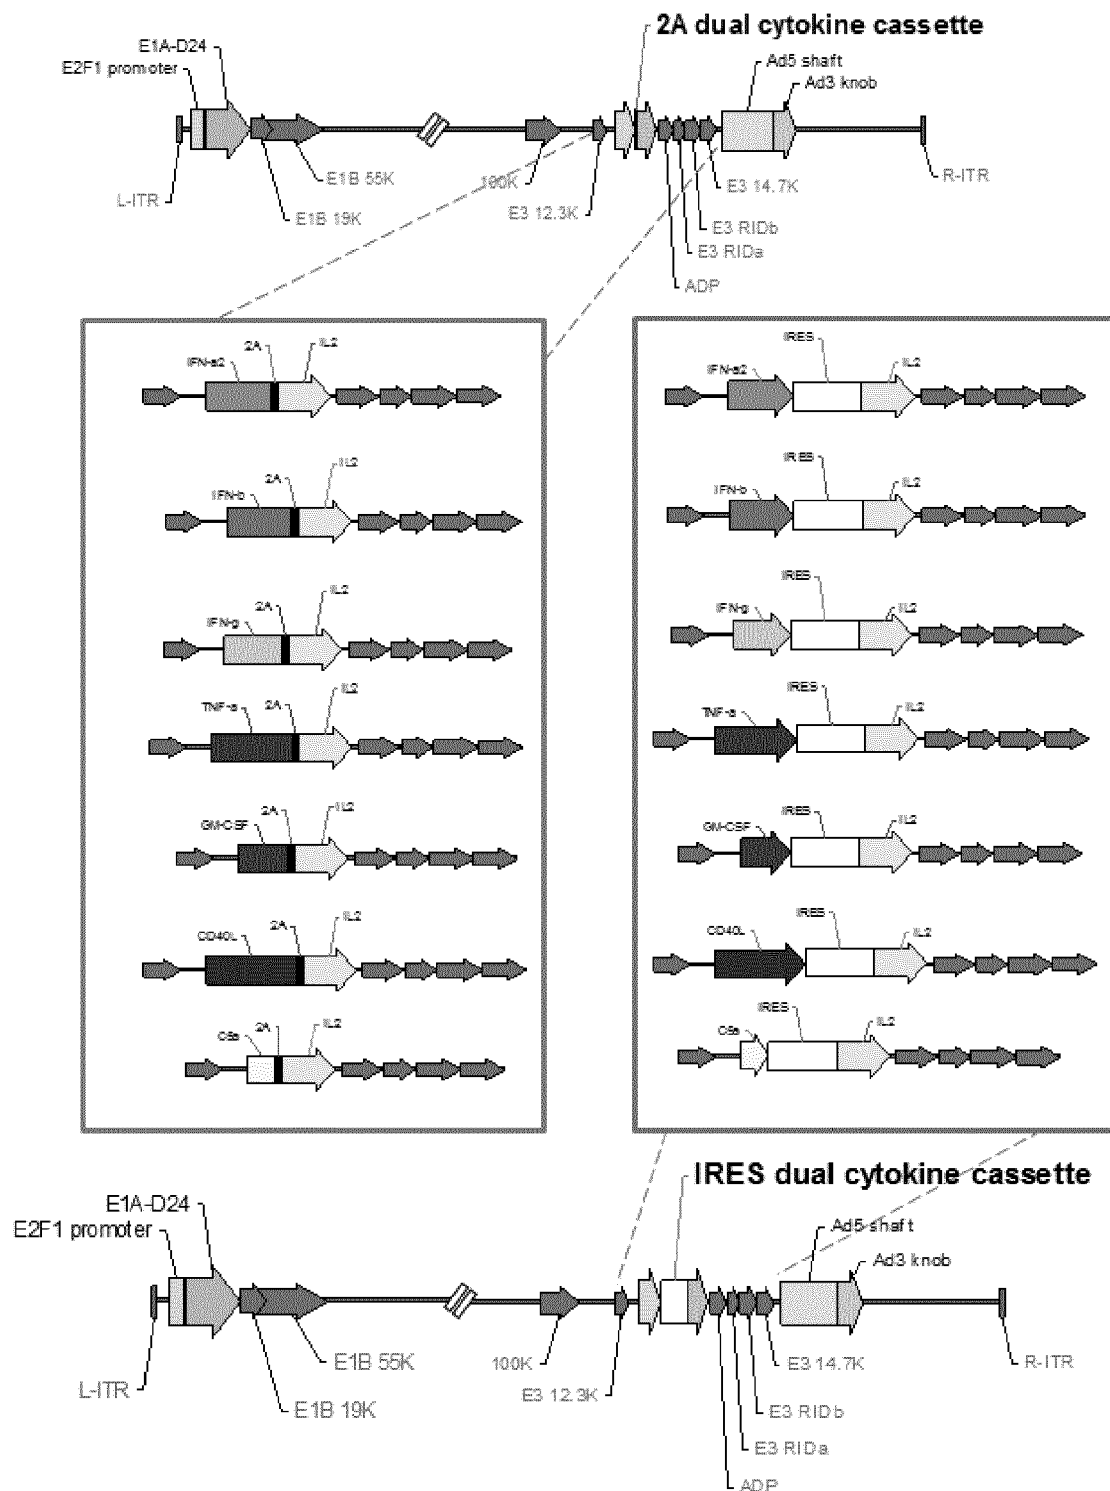 2A dual cytokine cassette
E1A-D24
E2F1 promoter
Ad5 shaft
Ad3 knob
L-ITR
E1B 55K
E1B 19K
100K
E3 12.3K
E3 14.7K
E3 RIDb
E3 RIDa
ADP
R-ITR
IFN-a2
2A
IL2
IFN-b
2A
IL2
IFN-g
2A
IL2
TNF-a
2A
IL2
GM-CSF
2A
IL2
CD40L
2A
IL2
C5a
2A
IL2
IFN-a2
IRES
IL2
IFN-b
IRES
IL2
IFN-g
IRES
IL2
TNF-a
IRES
IL2
GM-CSF
IRES
IL2
CD40L
IRES
IL2
C5a
IRES
IL2
IRES dual cytokine cassette
E1A-D24
E2F1 promoter
Ad5 shaft
Ad3 knob
L-ITR
E1B 55K
E1B 19K
100K
E3 12.3K
E3 14.7K
E3 RIDb
E3 RIDa
ADP
R-ITR